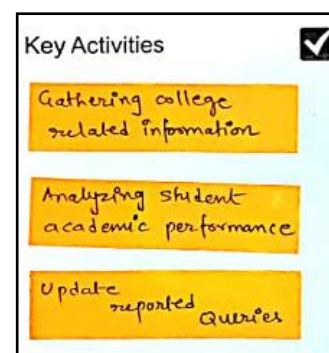 Key Activities
Gathering college
related information
Analyzing student
academic performance
Update
reported
Queries